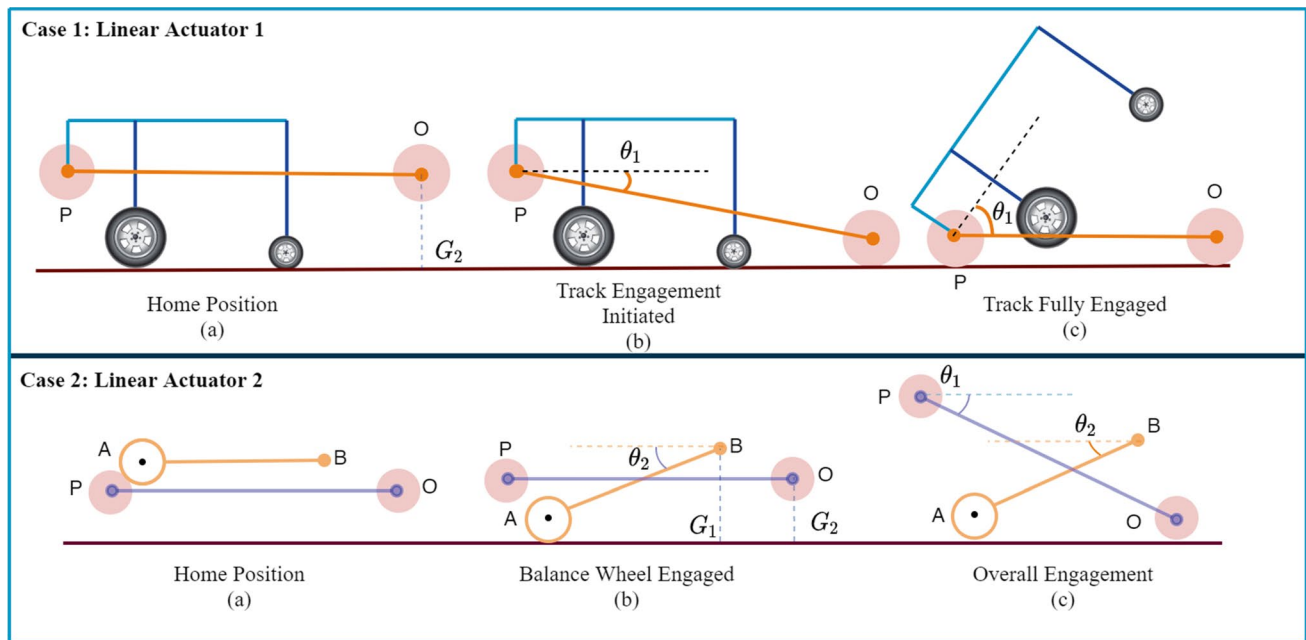 Case 1: Linear Actuator 1
O
P
G₂
Home Position
(a)
θ₁
P
O
Track Engagement
Initiated
(b)
θ₁
O
P
Track Fully Engaged
(c)
Case 2: Linear Actuator 2
A
B
P
O
Home Position
(a)
P
θ₂
B
O
A
G₁
G₂
Balance Wheel Engaged
(b)
P
θ₁
θ₂
B
A
O
Overall Engagement
(c)